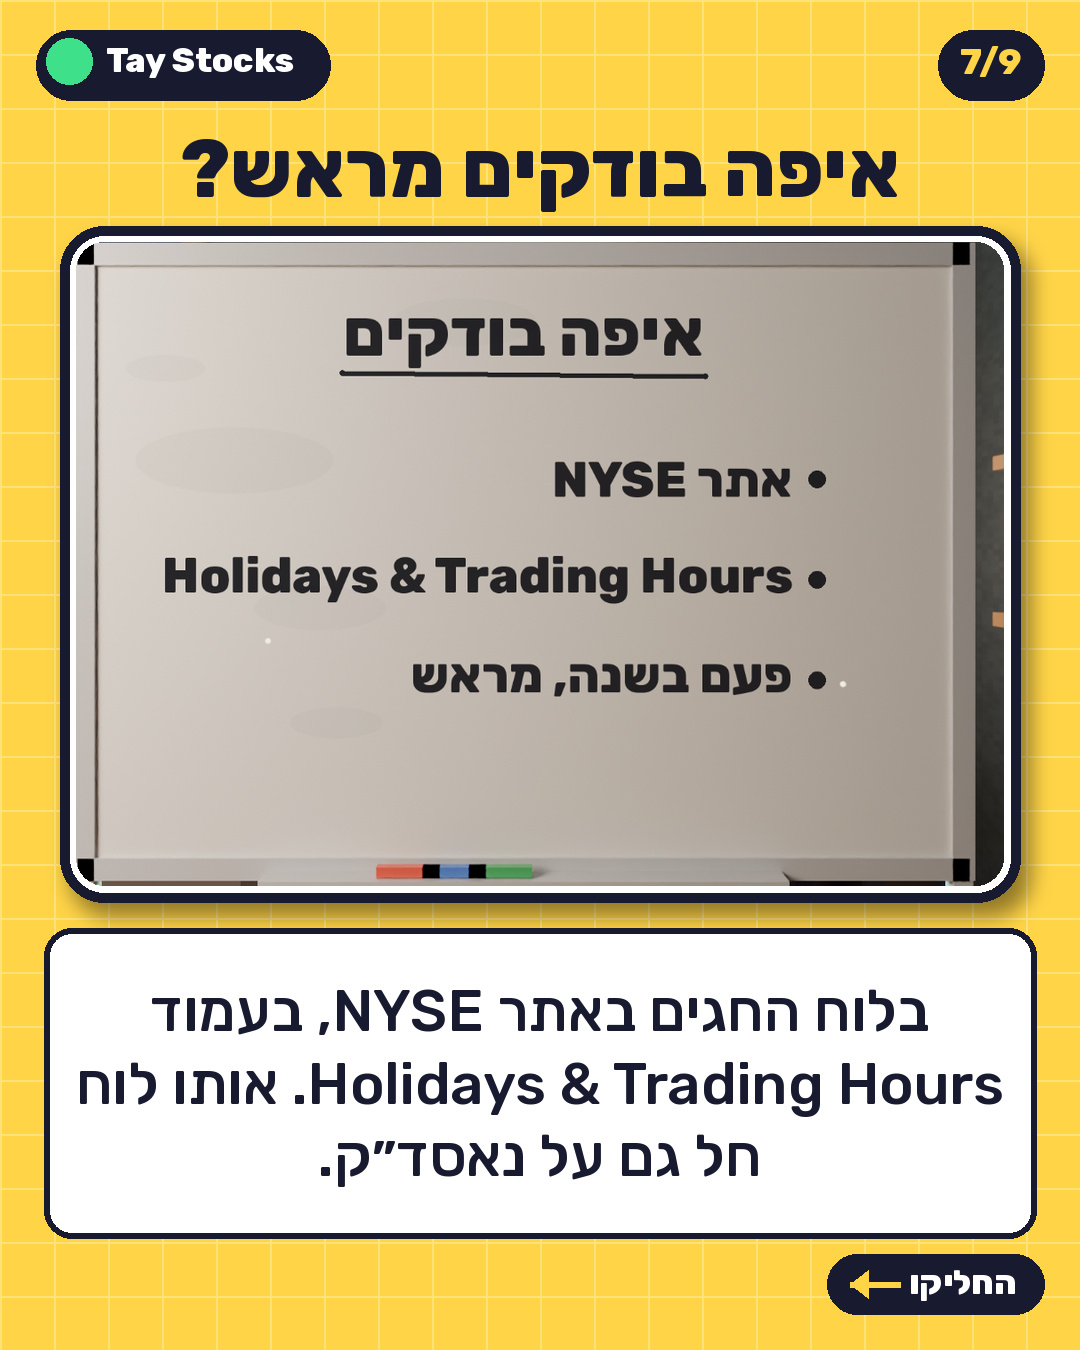 Tay Stocks
7/9
איפה בודקים מראש?
איפה בודקים
• אתר NYSE
• Holidays & Trading Hours
• פעם בשנה, מראש
בלוח החגים באתר NYSE, בעמוד
Holidays & Trading Hours. אותו לוח
חל גם על נאסד״ק.
החליקו